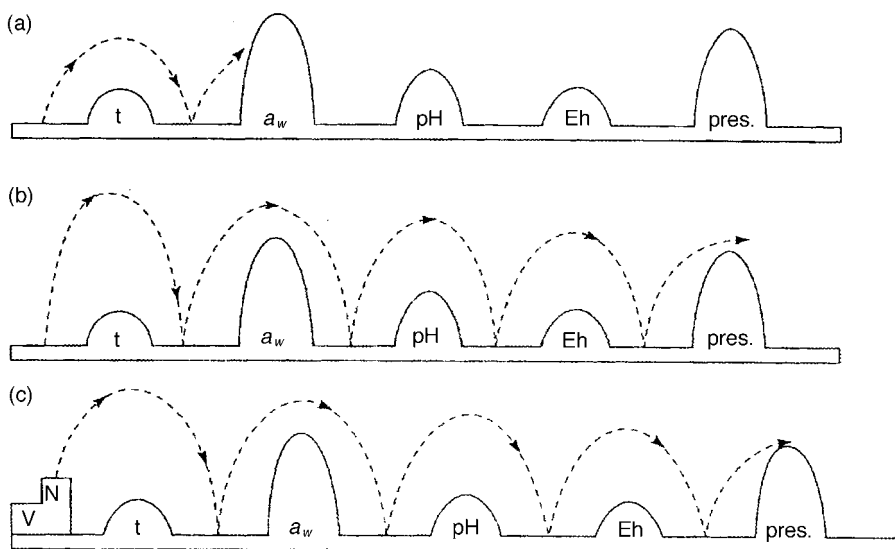 (a)
t a_w pH Eh pres.
(b)
t a_w pH Eh pres.
(c)
N
V t a_w pH Eh pres.